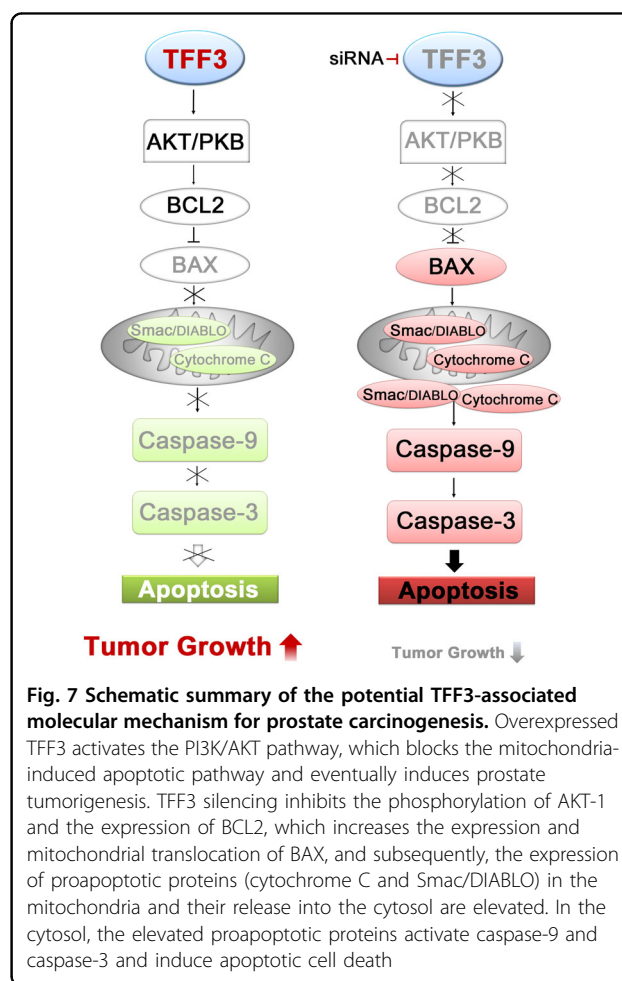 TFF3
AKT/PKB
BCL2
BAX
Smac/DIABLO
Cytochrome C
Caspase-9
Caspase-3
Apoptosis
Tumor Growth
siRNA
TFF3
AKT/PKB
BCL2
BAX
Smac/DIABLO
Cytochrome C
Smac/DIABLO
Cytochrome C
Caspase-9
Caspase-3
Apoptosis
Tumor Growth
Fig. 7 Schematic summary of the potential TFF3-associated
molecular mechanism for prostate carcinogenesis. Overexpressed
TFF3 activates the PI3K/AKT pathway, which blocks the mitochondria-
induced apoptotic pathway and eventually induces prostate
tumorigenesis. TFF3 silencing inhibits the phosphorylation of AKT-1
and the expression of BCL2, which increases the expression and
mitochondrial translocation of BAX, and subsequently, the expression
of proapoptotic proteins (cytochrome C and Smac/DIABLO) in the
mitochondria and their release into the cytosol are elevated. In the
cytosol, the elevated proapoptotic proteins activate caspase-9 and
caspase-3 and induce apoptotic cell death